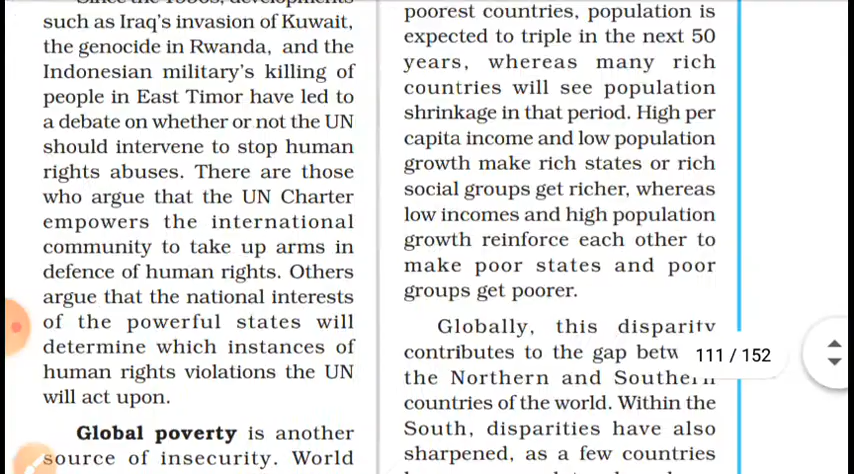 Since the 1990s, developments
such as Iraq's invasion of Kuwait,
the genocide in Rwanda, and the
Indonesian military's killing of
people in East Timor have led to
a debate on whether or not the UN
should intervene to stop human
rights abuses. There are those
who argue that the UN Charter
empowers the international
community to take up arms in
defence of human rights. Others
argue that the national interests
of the powerful states will
determine which instances of
human rights violations the UN
will act upon.
Global poverty is another
source of insecurity. World
poorest countries, population is
expected to triple in the next 50
years, whereas many rich
countries will see population
shrinkage in that period. High per
capita income and low population
growth make rich states or rich
social groups get richer, whereas
low incomes and high population
growth reinforce each other to
make poor states and poor
groups get poorer.
Globally, this disparity
contributes to the gap betw
the Northern and Southern
countries of the world. Within the
South, disparities have also
sharpened, as a few countries
111 / 152